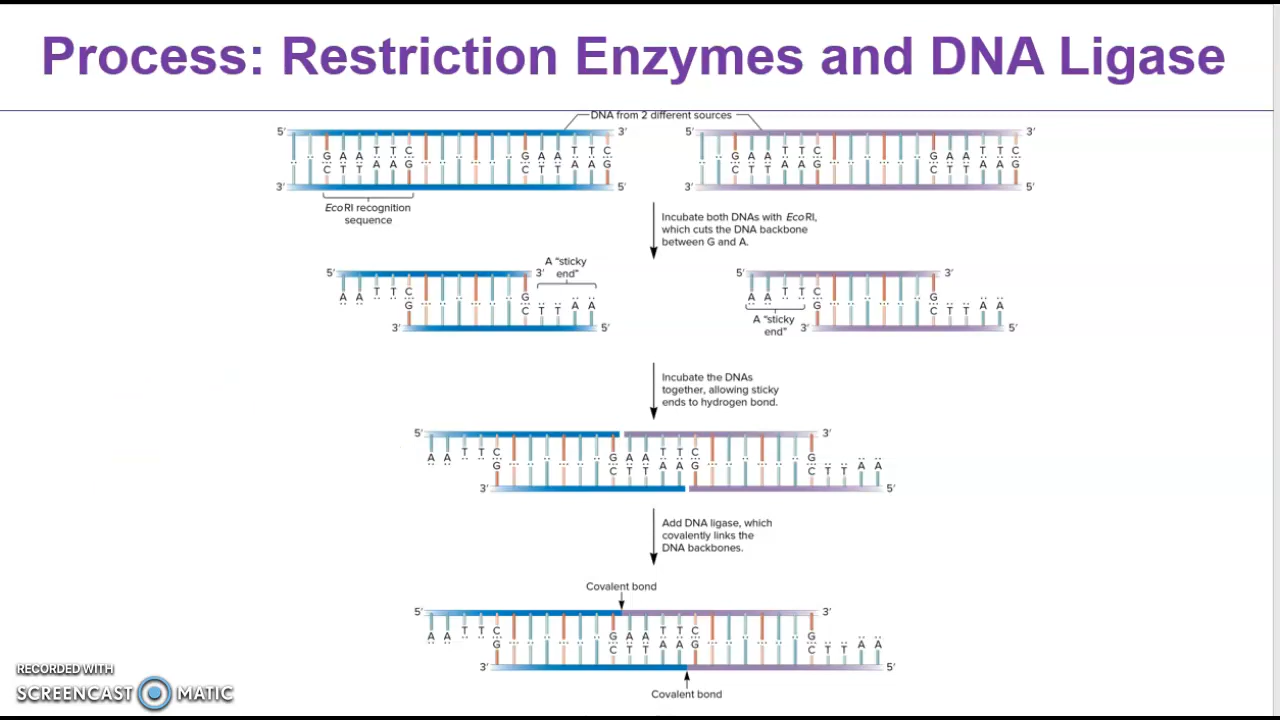 Process: Restriction Enzymes and DNA Ligase
DNA from 2 different sources
5′ 3′ 5′ 3′
G A A T T C G A A T T C G A A T T C G A A T T C
C T T A A G C T T A A G C T T A A G C T T A A G
3′ 5′ 3′ 5′
EcoRI recognition
sequence
Incubate both DNAs with EcoRI,
which cuts the DNA backbone
between G and A.
A “sticky
end”
5′ 3′ 5′ 3′
A A T T C G A A T T C G
G C T T A A G C T T A A
A “sticky
end”
3′ 5′ 3′ 5′
Incubate the DNAs
together, allowing sticky
ends to hydrogen bond.
5′ 3′
A A T T C G A A T T C G
G C T T A A G C T T A A
3′ 5′
Add DNA ligase, which
covalently links the
DNA backbones.
Covalent bond
5′ 3′
A A T T C G A A T T C G
G C T T A A G C T T A A
3′ 5′
Covalent bond
RECORDED WITH
SCREENCAST MATIC